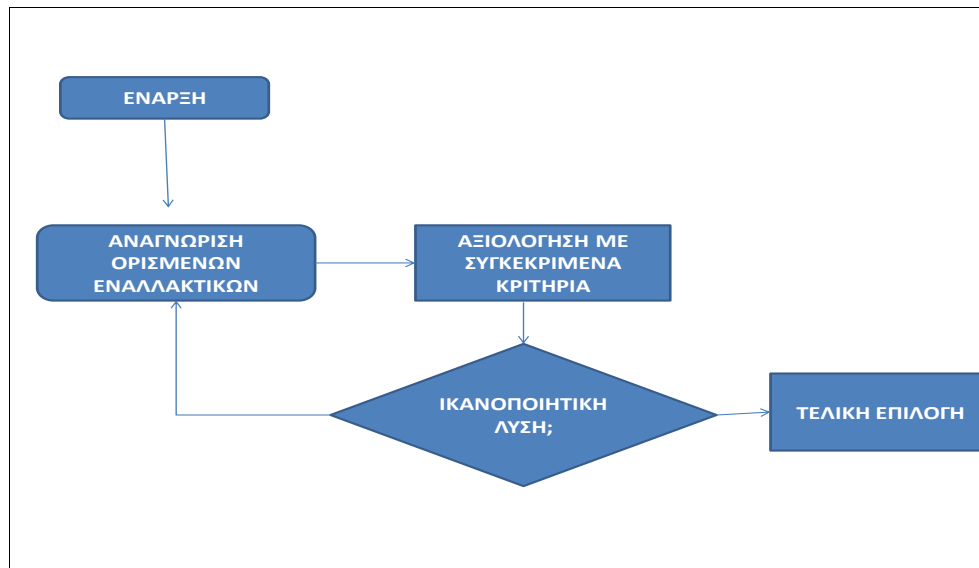 ΕΝΑΡΞΗ
ΑΝΑΓΝΩΡΙΣΗ
ΟΡΙΣΜΕΝΩΝ
ΕΝΑΛΛΑΚΤΙΚΩΝ
ΑΞΙΟΛΟΓΗΣΗ ΜΕ
ΣΥΓΚΕΚΡΙΜΕΝΑ
ΚΡΙΤΗΡΙΑ
ΙΚΑΝΟΠΟΙΗΤΙΚΗ
ΛΥΣΗ;
ΤΕΛΙΚΗ ΕΠΙΛΟΓΗ